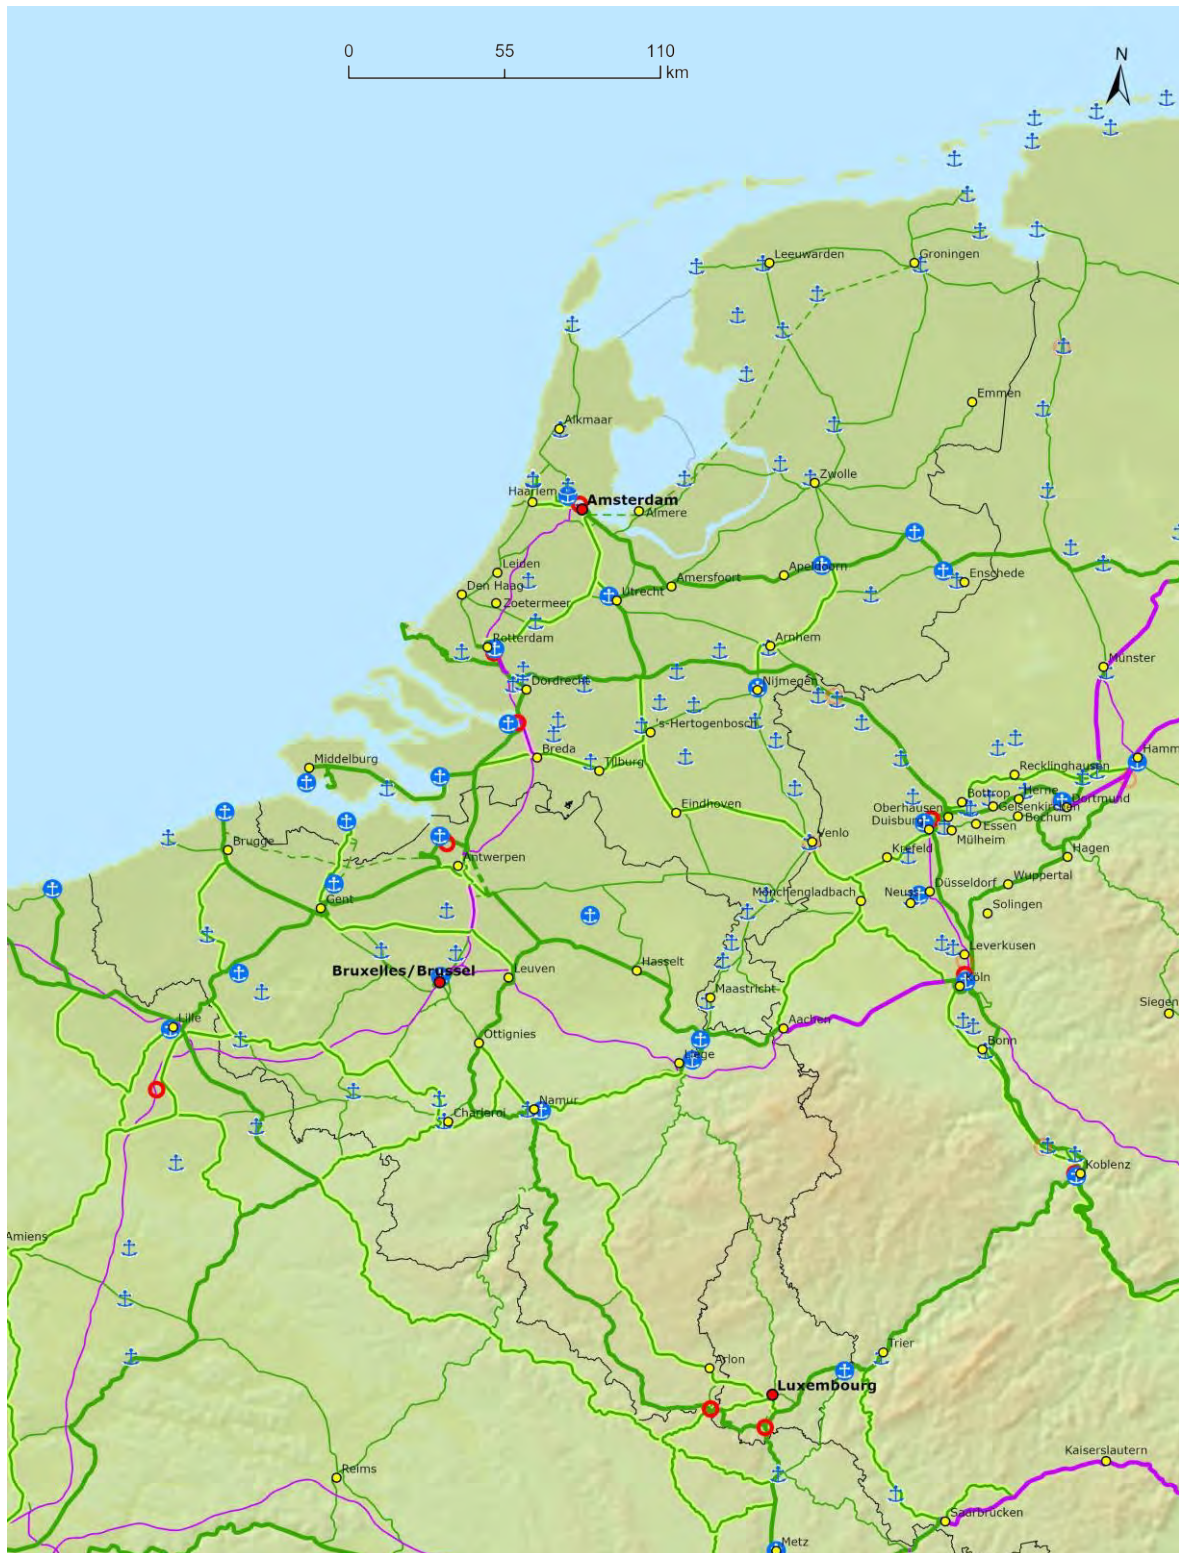 0 55 110
km
N
Leeuwarden
Groningen
Emmen
Alkmaar
Zwolle
Haarlem
Amsterdam
Almere
Leiden
Apeldoorn
Enschede
Den Haag
Amersfoort
Utrecht
Zoetermeer
Rotterdam
Arnhem
Münster
Dordrecht
Nijmegen
's-Hertogenbosch
Middelburg
Breda
Tilburg
Hamm
Recklinghausen
Bottrop
Herne
Oberhausen
Gelsenkirchen
Dortmund
Eindhoven
Duisburg
Essen
Bochum
Mülheim
Venlo
Brugge
Antwerpen
Krefeld
Hagen
Gent
Mönchengladbach
Neuss
Düsseldorf
Wuppertal
Solingen
Leverkusen
Bruxelles/Brussel
Leuven
Hasselt
Köln
Maastricht
Siegen
Lille
Aachen
Ottignies
Bonn
Liège
Namur
Charleroi
Koblenz
Amiens
Trier
Arlon
Luxembourg
Kaiserslautern
Reims
Saarbrücken
Metz